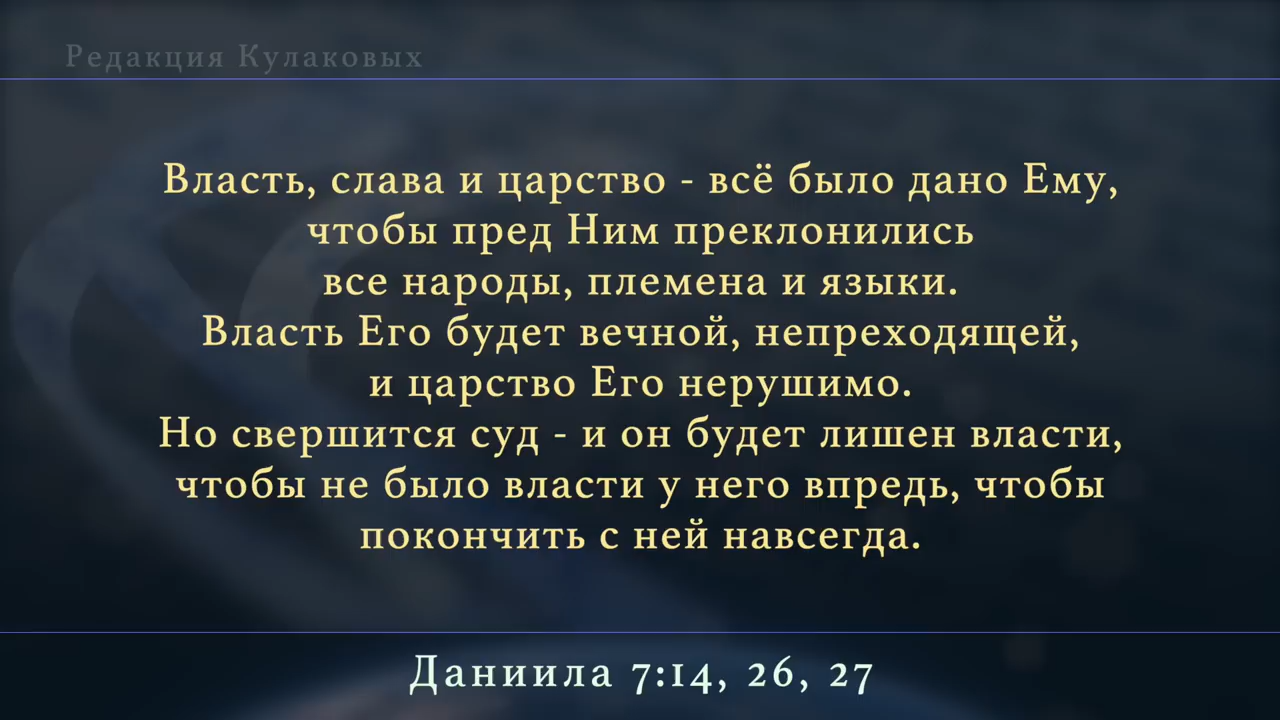 Редакция Кулаковых
Власть, слава и царство - всё было дано Ему,
чтобы пред Ним преклонились
все народы, племена и языки.
Власть Его будет вечной, непреходящей,
и царство Его нерушимо.
Но свершится суд - и он будет лишен власти,
чтобы не было власти у него впредь, чтобы
покончить с ней навсегда.
Даниила 7:14, 26, 27